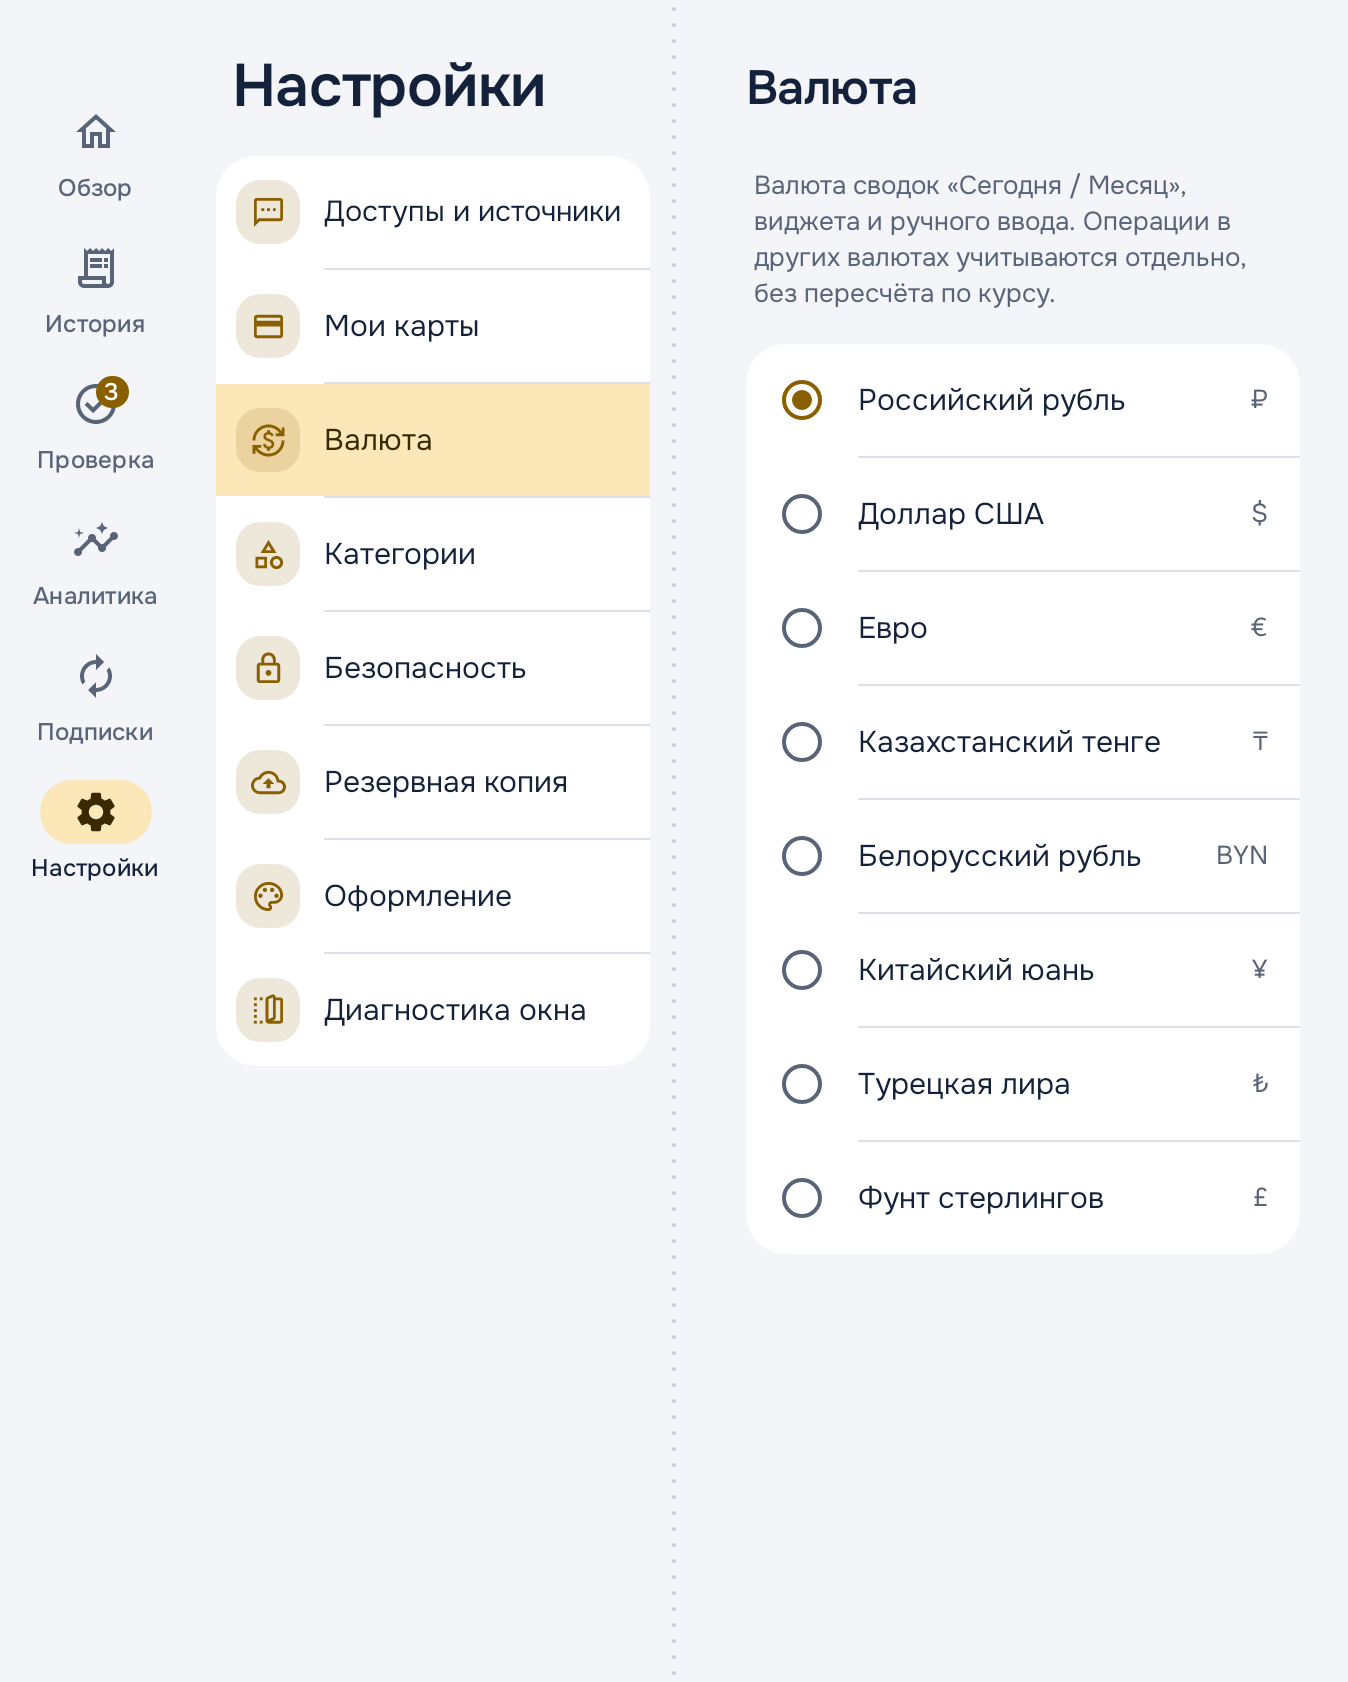 Обзор
История
3
Проверка
Аналитика
Подписки
Настройки
Настройки
Доступы и источники
Мои карты
Валюта
Категории
Безопасность
Резервная копия
Оформление
Диагностика окна
Валюта
Валюта сводок «Сегодня / Месяц»,
виджета и ручного ввода. Операции в
других валютах учитываются отдельно,
без пересчёта по курсу.
Российский рубль ₽
Доллар США $
Евро €
Казахстанский тенге ₸
Белорусский рубль BYN
Китайский юань ¥
Турецкая лира ₺
Фунт стерлингов £